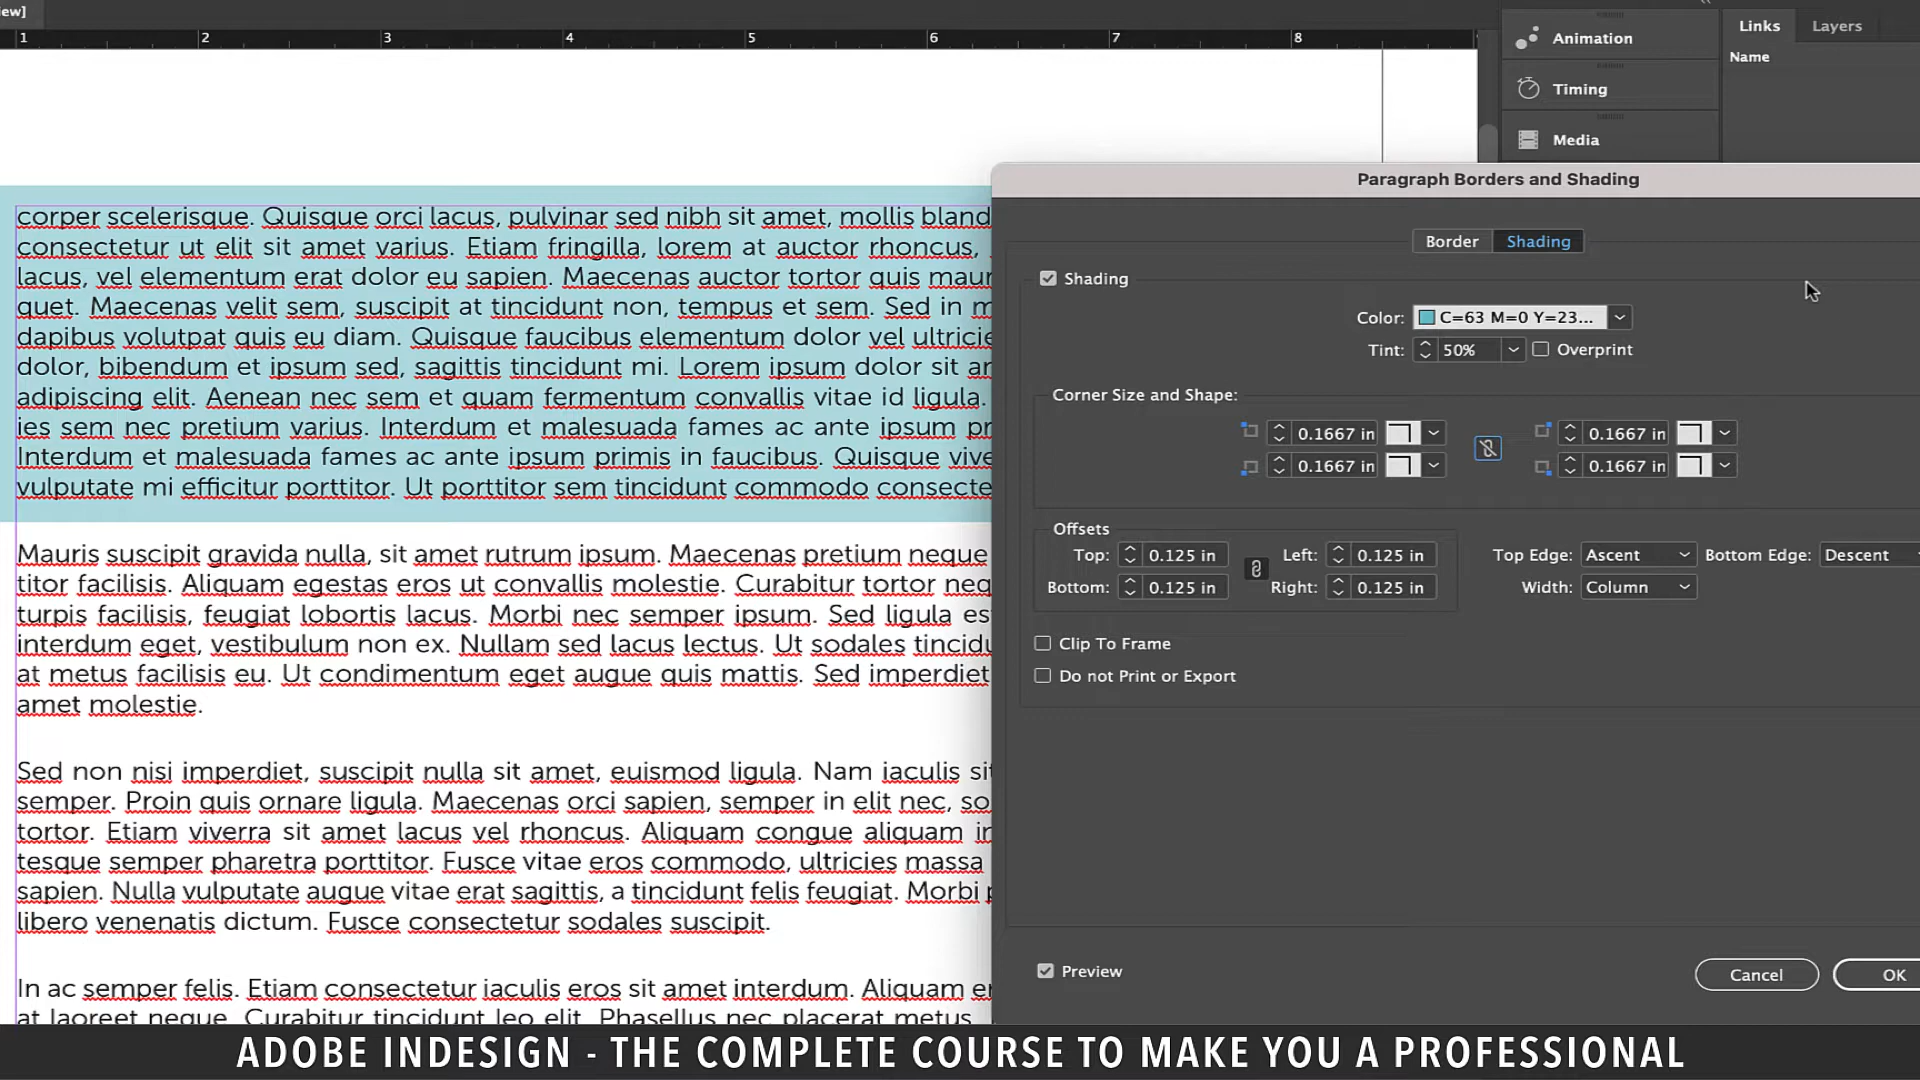 iew]
1 2 3 4 5 6 7 8
Animation
Timing
Media
Links Layers
Name
corper scelerisque. Quisque orci lacus, pulvinar sed nibh sit amet, mollis bland
consectetur ut elit sit amet varius. Etiam fringilla, lorem at auctor rhoncus,
lacus, vel elementum erat dolor eu sapien. Maecenas auctor tortor quis maur
quet. Maecenas velit sem, suscipit at tincidunt non, tempus et sem. Sed in m
dapibus volutpat quis eu diam. Quisque faucibus elementum dolor vel ultricie
dolor, bibendum et ipsum sed, sagittis tincidunt mi. Lorem ipsum dolor sit am
adipiscing elit. Aenean nec sem et quam fermentum convallis vitae id ligula.
ies sem nec pretium varius. Interdum et malesuada fames ac ante ipsum pr
Interdum et malesuada fames ac ante ipsum primis in faucibus. Quisque vive
vulputate mi efficitur porttitor. Ut porttitor sem tincidunt commodo consecte
Mauris suscipit gravida nulla, sit amet rutrum ipsum. Maecenas pretium neque
titor facilisis. Aliquam egestas eros ut convallis molestie. Curabitur tortor neq
turpis facilisis, feugiat lobortis lacus. Morbi nec semper ipsum. Sed ligula es
interdum eget, vestibulum non ex. Nullam sed lacus lectus. Ut sodales tincidu
at metus facilisis eu. Ut condimentum eget augue quis mattis. Sed imperdiet
amet molestie.
Sed non nisi imperdiet, suscipit nulla sit amet, euismod ligula. Nam iaculis sit
semper. Proin quis ornare ligula. Maecenas orci sapien, semper in elit nec, so
tortor. Etiam viverra sit amet lacus vel rhoncus. Aliquam congue aliquam in
tesque semper pharetra porttitor. Fusce vitae eros commodo, ultricies massa
sapien. Nulla vulputate augue vitae erat sagittis, a tincidunt felis feugiat. Morbi p
libero venenatis dictum. Fusce consectetur sodales suscipit.
In ac semper felis. Etiam consectetur iaculis eros sit amet interdum. Aliquam er
at laoreet neque. Curabitur tincidunt leo elit. Phasellus nec placerat metus.
Paragraph Borders and Shading
Border Shading
Shading
Color: C=63 M=0 Y=23...
Tint: 50% Overprint
Corner Size and Shape:
0.1667 in 0.1667 in
0.1667 in 0.1667 in
Offsets
Top: 0.125 in Left: 0.125 in Top Edge: Ascent Bottom Edge: Descent
Bottom: 0.125 in Right: 0.125 in Width: Column
Clip To Frame
Do not Print or Export
Preview
Cancel OK
ADOBE INDESIGN - THE COMPLETE COURSE TO MAKE YOU A PROFESSIONAL